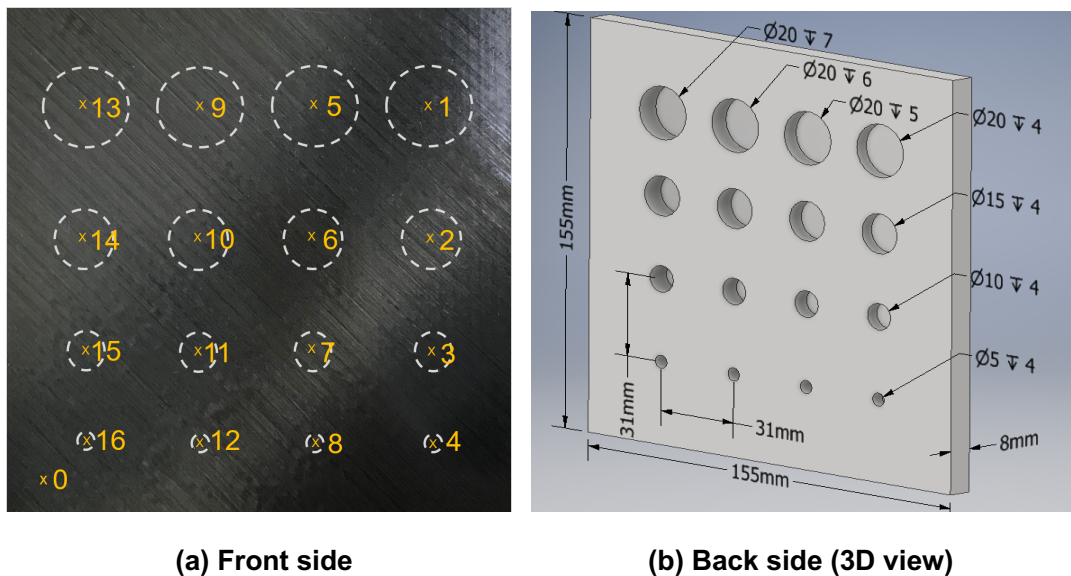 ×13 ×9 ×5 ×1
×14 ×10 ×6 ×2
×15 ×11 ×7 ×3
×16 ×12 ×8 ×4
×0
(a) Front side
Ø20 ↧ 7
Ø20 ↧ 6
Ø20 ↧ 5
Ø20 ↧ 4
Ø15 ↧ 4
Ø10 ↧ 4
Ø5 ↧ 4
155mm
31mm
31mm
8mm
155mm
(b) Back side (3D view)